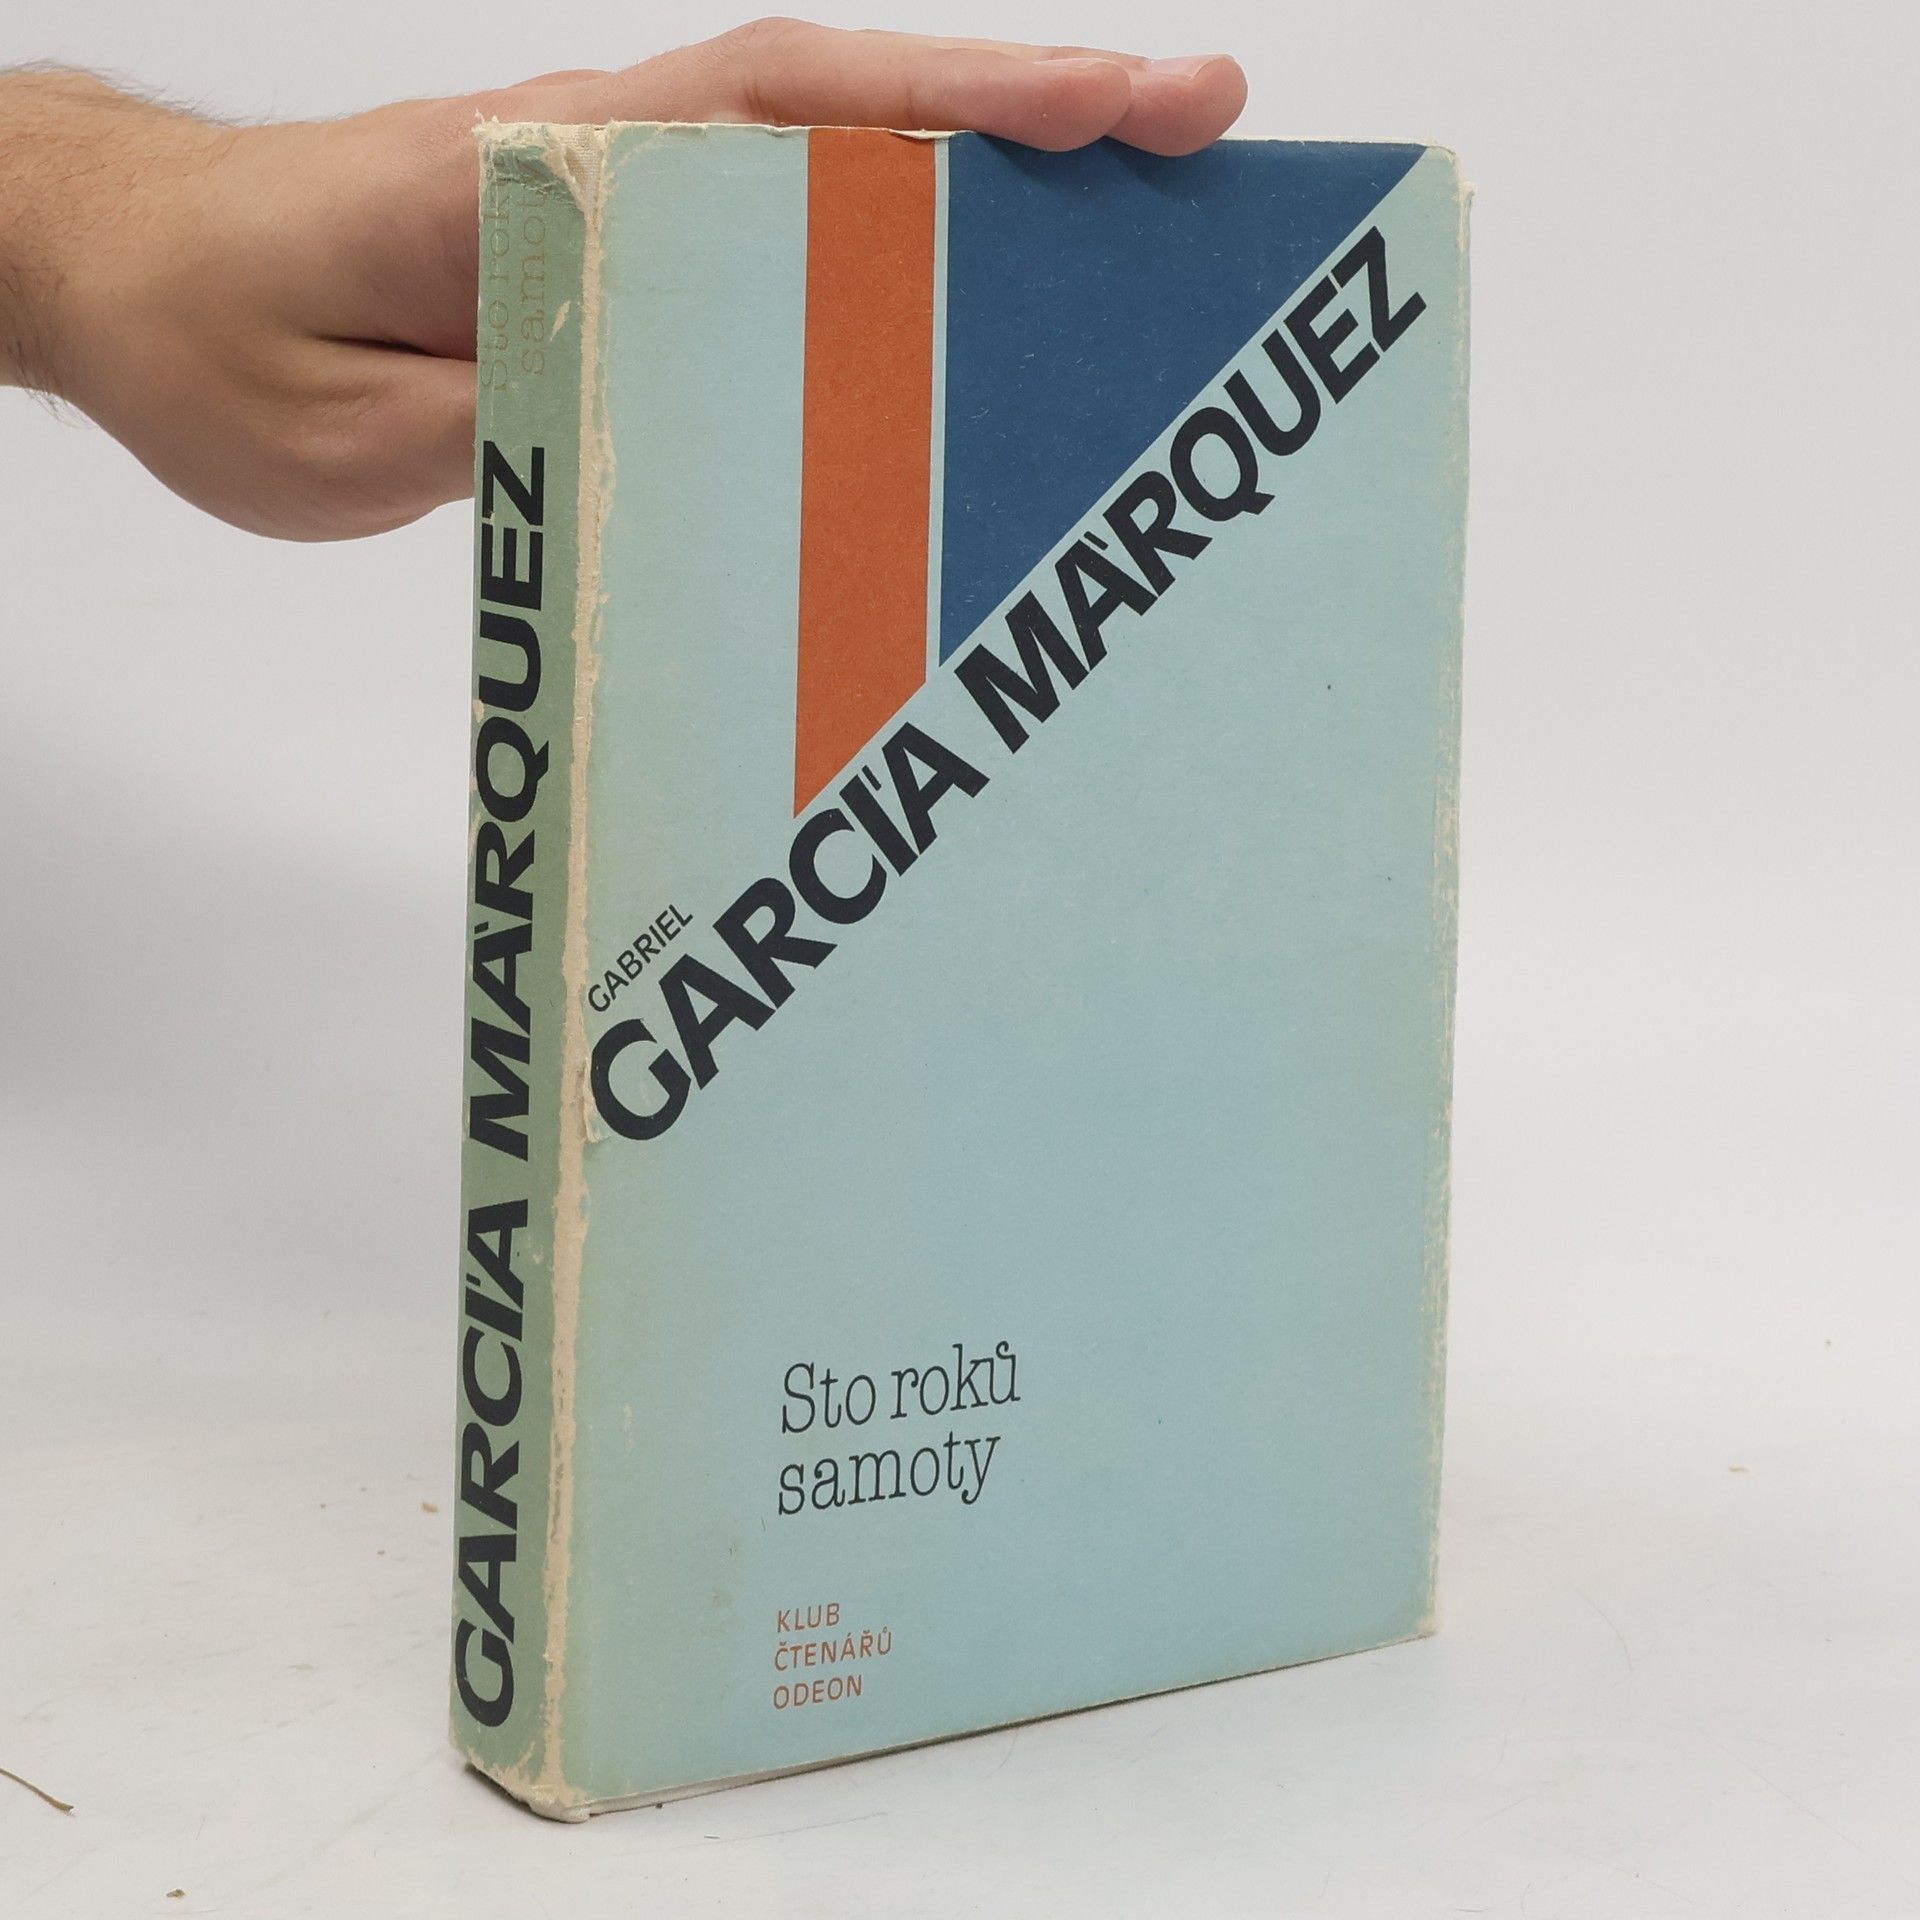 Sto roků
samoty
GARCÍA MÁRQUEZ
GABRIEL
GARCÍA MÁRQUEZ
Sto roků
samoty
KLUB
ČTENÁŘŮ
ODEON